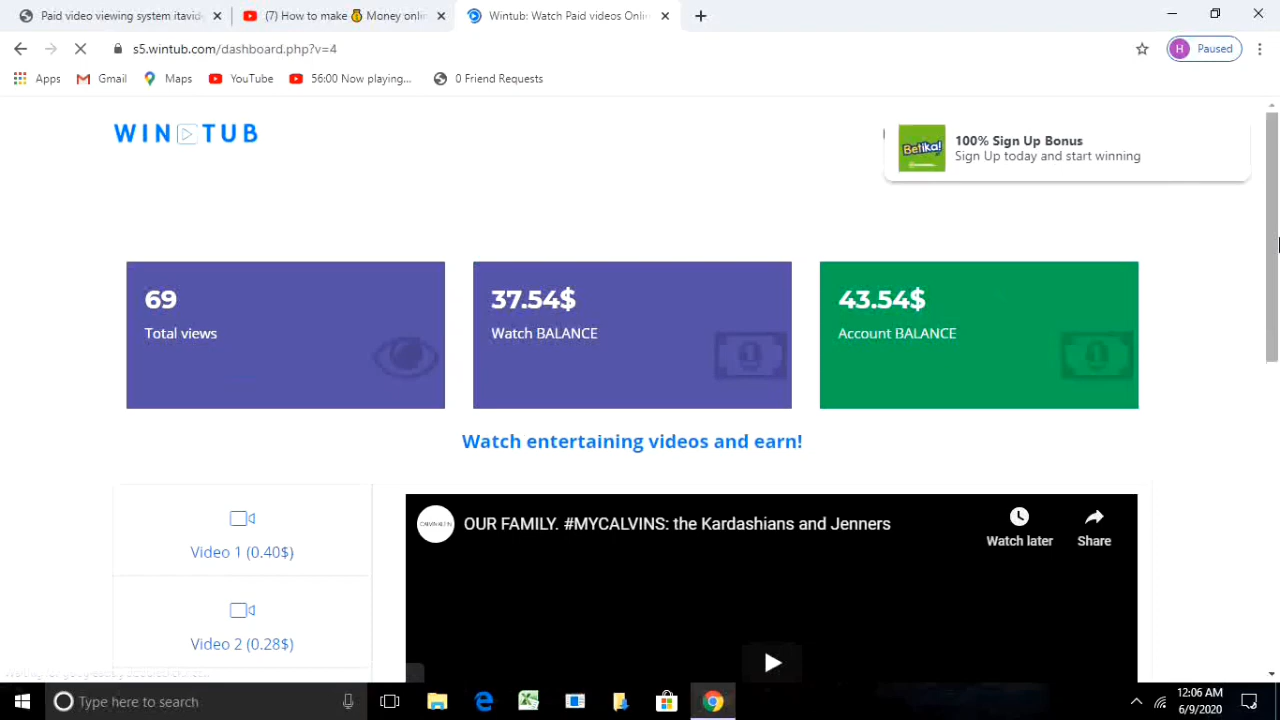 Paid video viewing system itavid
(7) How to make 💰 Money onli
Wintub: Watch Paid videos Onli
s5.wintub.com/dashboard.php?v=4
H Paused
Apps
Gmail
Maps
YouTube
56:00 Now playing...
0 Friend Requests
WIN TUB
Betika!
100% Sign Up Bonus
Sign Up today and start winning
69
Total views
37.54$
Watch BALANCE
43.54$
Account BALANCE
Watch entertaining videos and earn!
Video 1 (0.40$)
Video 2 (0.28$)
OUR FAMILY. #MYCALVINS: the Kardashians and Jenners
Watch later
Share
Type here to search
12:06 AM
6/9/2020